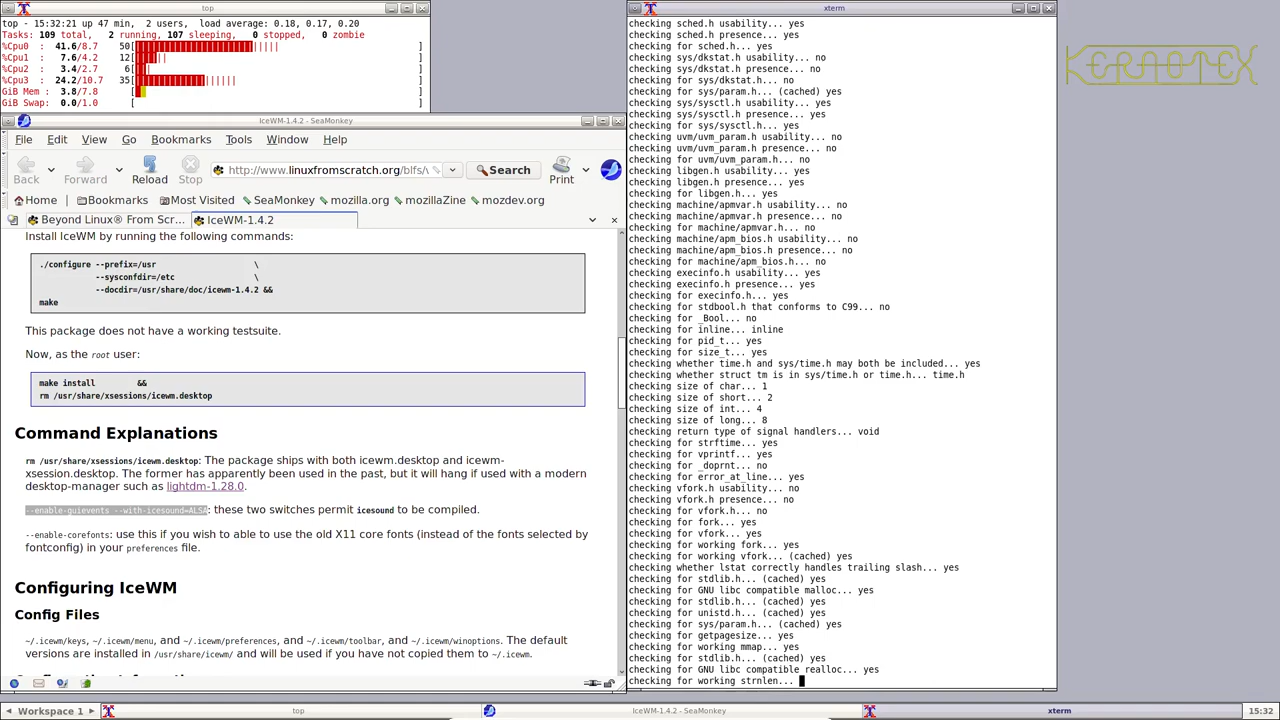 top
top - 15:32:21 up 47 min,  2 users,  load average: 0.18, 0.17, 0.20
Tasks: 109 total,   2 running, 107 sleeping,   0 stopped,   0 zombie
%Cpu0  :  41.6/8.7    50[||||| ]
%Cpu1  :   7.6/4.2    12[||||| ]
%Cpu2  :   3.4/2.7     6[|| ]
%Cpu3  :  24.2/10.7   35[|||||| ]
GiB Mem :   3.8/7.8      [ ]
GiB Swap:   0.0/1.0      [ ]
IceWM-1.4.2 - SeaMonkey
File Edit View Go Bookmarks Tools Window Help
Back Forward Reload Stop http://www.linuxfromscratch.org/blfs/v Search Print
Home Bookmarks Most Visited SeaMonkey mozilla.org mozillaZine mozdev.org
Beyond Linux® From Scr... IceWM-1.4.2
Install IceWM by running the following commands:
./configure --prefix=/usr \
--sysconfdir=/etc \
--docdir=/usr/share/doc/icewm-1.4.2 &&
make
This package does not have a working testsuite.
Now, as the root user:
make install &&
rm /usr/share/xsessions/icewm.desktop
Command Explanations
rm /usr/share/xsessions/icewm.desktop: The package ships with both icewm.desktop and icewm-
xsession.desktop. The former has apparently been used in the past, but it will hang if used with a modern
desktop-manager such as lightdm-1.28.0.
--enable-guievents --with-icesound=ALSA: these two switches permit icesound to be compiled.
--enable-corefonts: use this if you wish to able to use the old X11 core fonts (instead of the fonts selected by
fontconfig) in your preferences file.
Configuring IceWM
Config Files
~/.icewm/keys, ~/.icewm/menu, and ~/.icewm/preferences, and ~/.icewm/toolbar, and ~/.icewm/winoptions. The default
versions are installed in /usr/share/icewm/ and will be used if you have not copied them to ~/.icewm.
xterm
checking sched.h usability... yes
checking sched.h presence... yes
checking for sched.h... yes
checking sys/dkstat.h usability... no
checking sys/dkstat.h presence... no
checking for sys/dkstat.h... no
checking for sys/param.h... (cached) yes
checking sys/sysctl.h usability... yes
checking sys/sysctl.h presence... yes
checking for sys/sysctl.h... yes
checking uvm/uvm_param.h usability... no
checking uvm/uvm_param.h presence... no
checking for uvm/uvm_param.h... no
checking libgen.h usability... yes
checking libgen.h presence... yes
checking for libgen.h... yes
checking machine/apmvar.h usability... no
checking machine/apmvar.h presence... no
checking for machine/apmvar.h... no
checking machine/apm_bios.h usability... no
checking machine/apm_bios.h presence... no
checking for machine/apm_bios.h... no
checking execinfo.h usability... yes
checking execinfo.h presence... yes
checking for execinfo.h... yes
checking for stdbool.h that conforms to C99... no
checking for _Bool... no
checking for inline... inline
checking for pid_t... yes
checking for size_t... yes
checking whether time.h and sys/time.h may both be included... yes
checking whether struct tm is in sys/time.h or time.h... time.h
checking size of char... 1
checking size of short... 2
checking size of int... 4
checking size of long... 8
checking return type of signal handlers... void
checking for strftime... yes
checking for vprintf... yes
checking for _doprnt... no
checking for error_at_line... yes
checking vfork.h usability... no
checking vfork.h presence... no
checking for vfork.h... no
checking for fork... yes
checking for vfork... yes
checking for working fork... yes
checking for working vfork... (cached) yes
checking whether lstat correctly handles trailing slash... yes
checking for stdlib.h... (cached) yes
checking for GNU libc compatible malloc... yes
checking for stdlib.h... (cached) yes
checking for unistd.h... (cached) yes
checking for sys/param.h... (cached) yes
checking for getpagesize... yes
checking for working mmap... yes
checking for stdlib.h... (cached) yes
checking for GNU libc compatible realloc... yes
checking for working strnlen...
KERNOTEX
Workspace 1 top IceWM-1.4.2 - SeaMonkey xterm 15:32